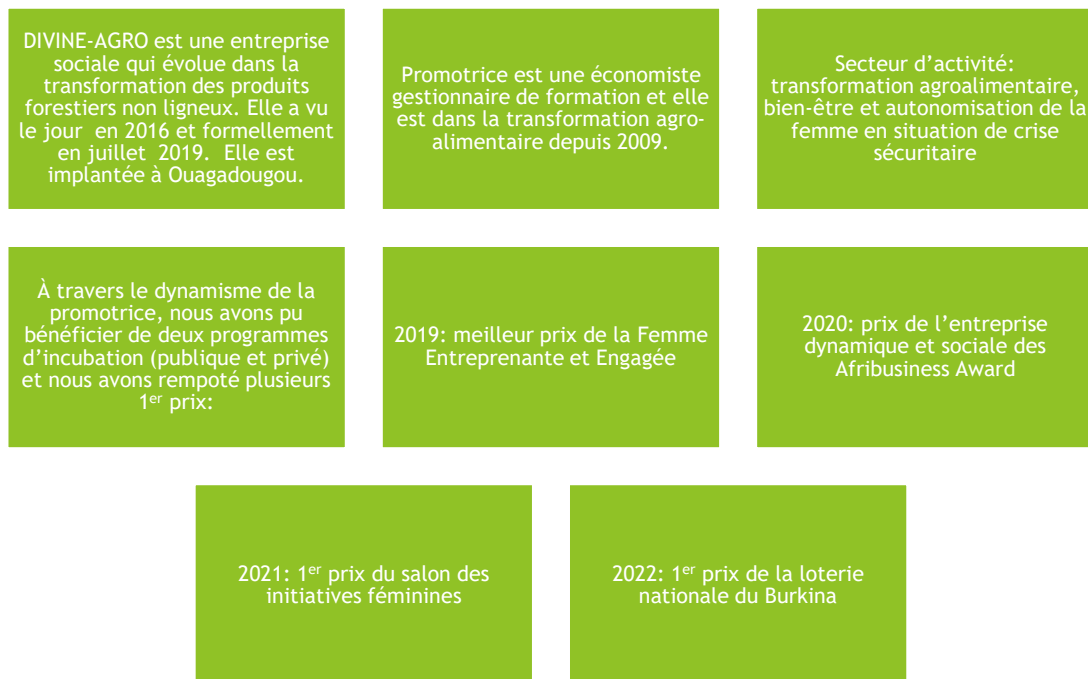 DIVINE-AGRO est une entreprise
sociale qui évolue dans la
transformation des produits
forestiers non ligneux. Elle a vu
le jour en 2016 et formellement
en juillet 2019. Elle est
implantée à Ouagadougou.
Promotrice est une économiste
gestionnaire de formation et elle
est dans la transformation agro-
alimentaire depuis 2009.
Secteur d’activité:
transformation agroalimentaire,
bien-être et autonomisation de la
femme en situation de crise
sécuritaire
À travers le dynamisme de la
promotrice, nous avons pu
bénéficier de deux programmes
d’incubation (publique et privé)
et nous avons rempoté plusieurs
1er prix:
2019: meilleur prix de la Femme
Entreprenante et Engagée
2020: prix de l’entreprise
dynamique et sociale des
Afribusiness Award
2021: 1er prix du salon des
initiatives féminines
2022: 1er prix de la loterie
nationale du Burkina